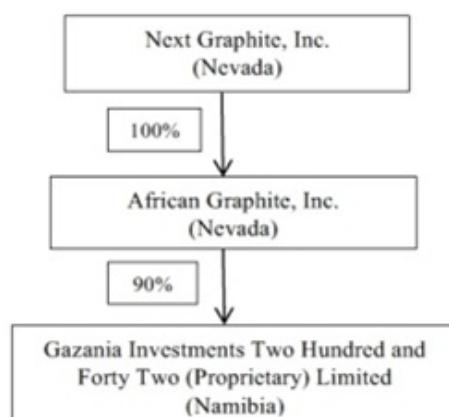 Next Graphite, Inc.
(Nevada)
100%
African Graphite, Inc.
(Nevada)
90%
Gazania Investments Two Hundred and
Forty Two (Proprietary) Limited
(Namibia)